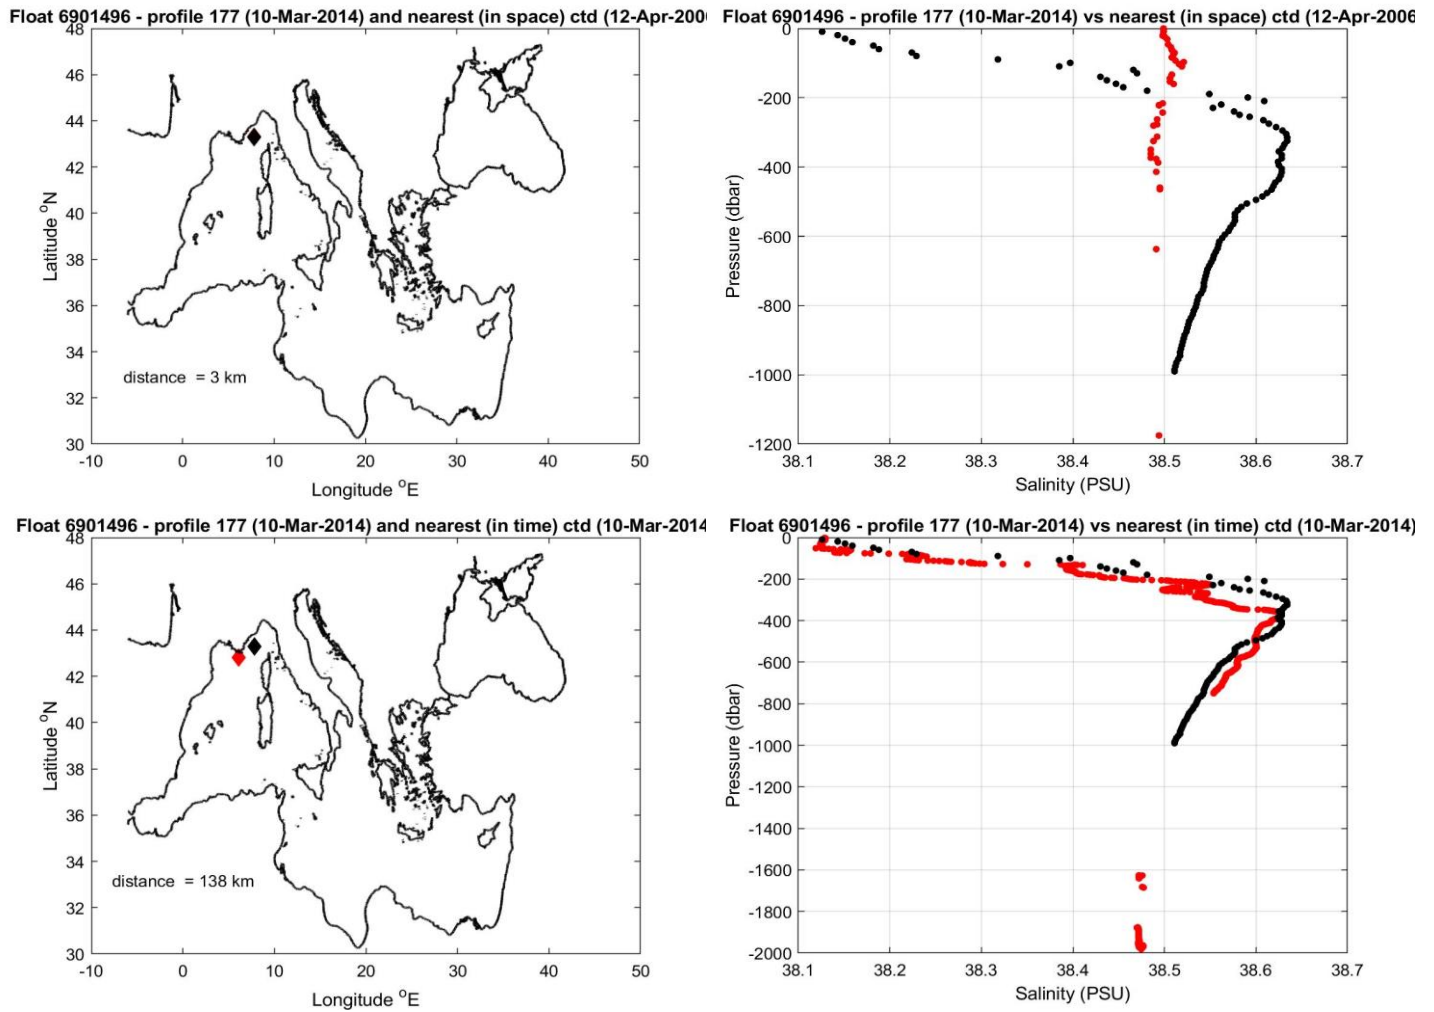 Float 6901496 - profile 177 (10-Mar-2014) and nearest (in space) ctd (12-Apr-200
48
46
44
42
40
38
36
34
32
30
Latitude °N
distance = 3 km
-10 0 10 20 30 40 50
Longitude °E
Float 6901496 - profile 177 (10-Mar-2014) vs nearest (in space) ctd (12-Apr-2006
0
-200
-400
-600
-800
-1000
-1200
Pressure (dbar)
38.1 38.2 38.3 38.4 38.5 38.6 38.7
Salinity (PSU)
Float 6901496 - profile 177 (10-Mar-2014) and nearest (in time) ctd (10-Mar-2014
48
46
44
42
40
38
36
34
32
30
Latitude °N
distance = 138 km
-10 0 10 20 30 40 50
Longitude °E
Float 6901496 - profile 177 (10-Mar-2014) vs nearest (in time) ctd (10-Mar-2014)
0
-200
-400
-600
-800
-1000
-1200
-1400
-1600
-1800
-2000
Pressure (dbar)
38.1 38.2 38.3 38.4 38.5 38.6 38.7
Salinity (PSU)